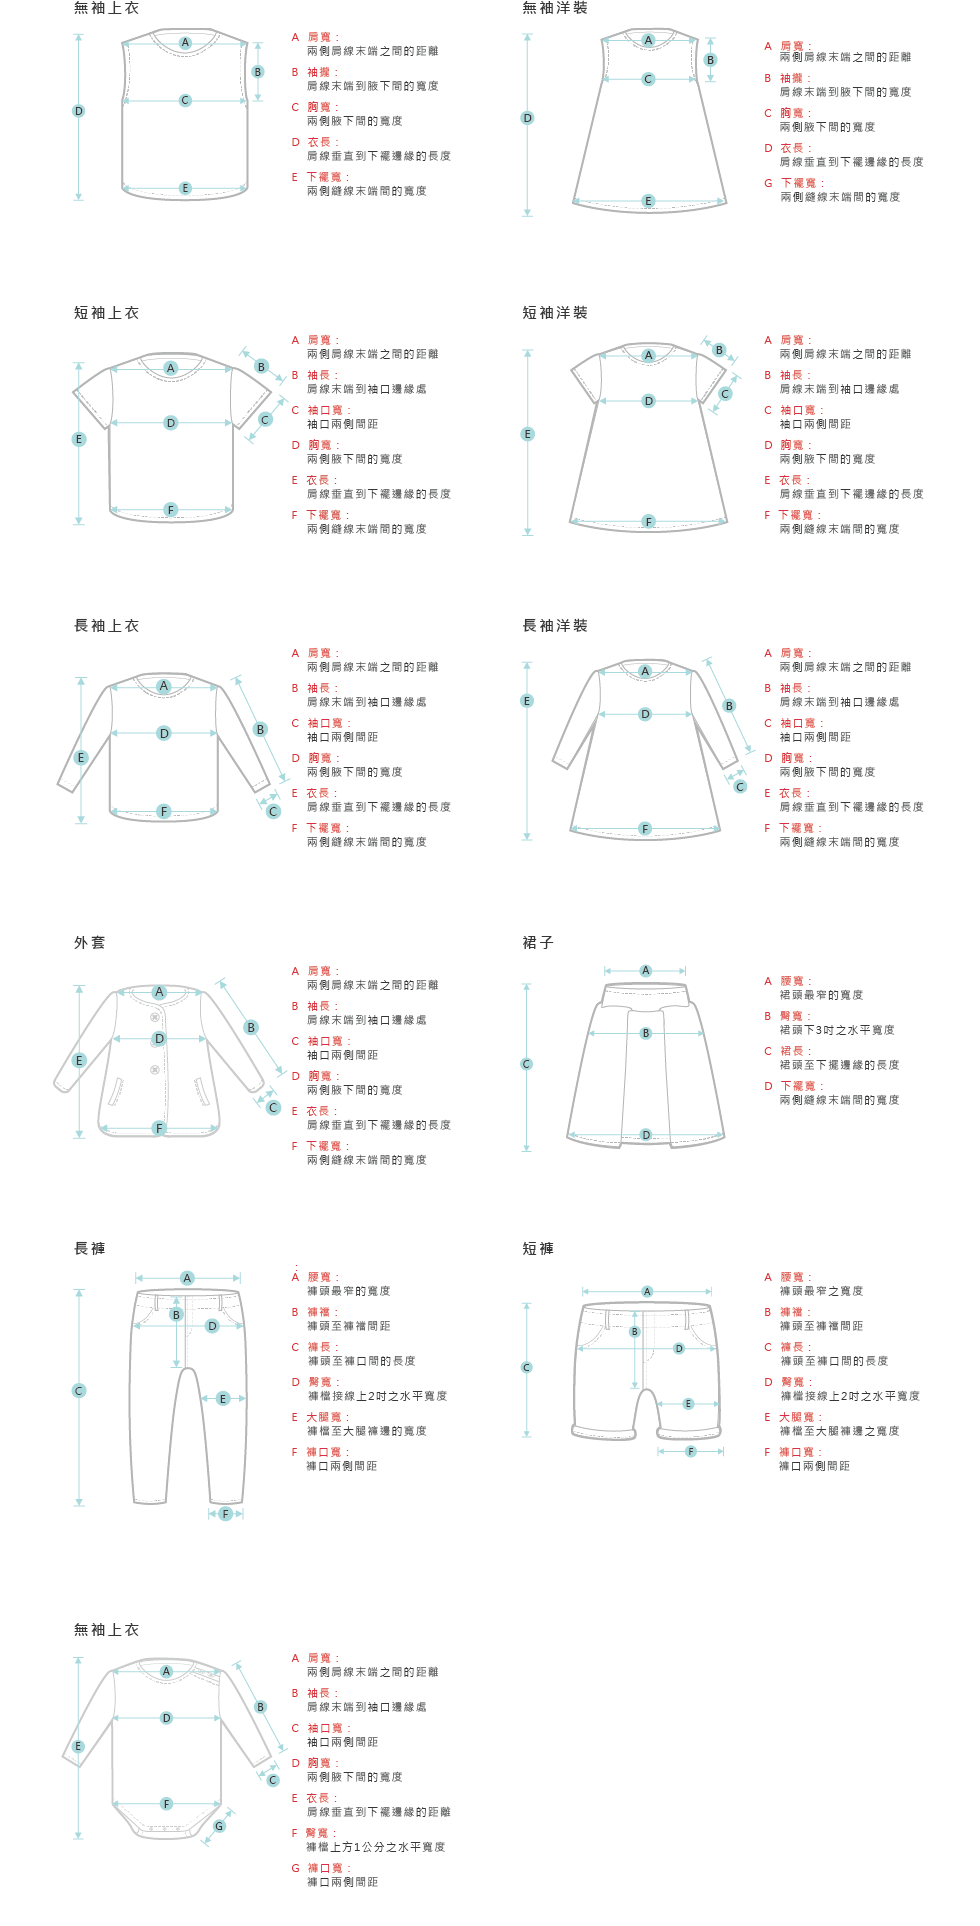 無袖上衣
A 肩寬：
兩側肩線末端之間的距離
B 袖攏：
肩線末端到腋下間的寬度
C 胸寬：
兩側腋下間的寬度
D 衣長：
肩線垂直到下襬邊緣的長度
E 下襬寬：
兩側縫線末端間的寬度
A
B
C
D
E
無袖洋裝
A 肩寬：
兩側肩線末端之間的距離
B 袖攏：
肩線末端到腋下間的寬度
C 胸寬：
兩側腋下間的寬度
D 衣長：
肩線垂直到下襬邊緣的長度
G 下襬寬：
兩側縫線末端間的寬度
A
B
C
D
E
短袖上衣
A 肩寬：
兩側肩線末端之間的距離
B 袖長：
肩線末端到袖口邊緣處
C 袖口寬：
袖口兩側間距
D 胸寬：
兩側腋下間的寬度
E 衣長：
肩線垂直到下襬邊緣的長度
F 下襬寬：
兩側縫線末端間的寬度
A
B
C
D
E
F
短袖洋裝
A 肩寬：
兩側肩線末端之間的距離
B 袖長：
肩線末端到袖口邊緣處
C 袖口寬：
袖口兩側間距
D 胸寬：
兩側腋下間的寬度
E 衣長：
肩線垂直到下襬邊緣的長度
F 下襬寬：
兩側縫線末端間的寬度
A
B
C
D
E
F
長袖上衣
A 肩寬：
兩側肩線末端之間的距離
B 袖長：
肩線末端到袖口邊緣處
C 袖口寬：
袖口兩側間距
D 胸寬：
兩側腋下間的寬度
E 衣長：
肩線垂直到下襬邊緣的長度
F 下襬寬：
兩側縫線末端間的寬度
A
B
D
E
F
C
長袖洋裝
A 肩寬：
兩側肩線末端之間的距離
B 袖長：
肩線末端到袖口邊緣處
C 袖口寬：
袖口兩側間距
D 胸寬：
兩側腋下間的寬度
E 衣長：
肩線垂直到下襬邊緣的長度
F 下襬寬：
兩側縫線末端間的寬度
A
E
B
D
C
F
外套
A 肩寬：
兩側肩線末端之間的距離
B 袖長：
肩線末端到袖口邊緣處
C 袖口寬：
袖口兩側間距
D 胸寬：
兩側腋下間的寬度
E 衣長：
肩線垂直到下襬邊緣的長度
F 下襬寬：
兩側縫線末端間的寬度
A
B
D
E
C
F
裙子
A 腰寬：
裙頭最窄的寬度
B 臀寬：
裙頭下3吋之水平寬度
C 裙長：
裙頭至下擺邊緣的長度
D 下襬寬：
兩側縫線末端間的寬度
A
B
C
D
長褲
：
A 腰寬：
褲頭最窄的寬度
B 褲襠：
褲頭至褲襠間距
C 褲長：
褲頭至褲口間的長度
D 臀寬：
褲檔接線上2吋之水平寬度
E 大腿寬：
褲檔至大腿褲邊的寬度
F 褲口寬：
褲口兩側間距
A
B
D
C
E
F
短褲
A 腰寬：
褲頭最窄之寬度
B 褲襠：
褲頭至褲襠間距
C 褲長：
褲頭至褲口間的長度
D 臀寬：
褲檔接線上2吋之水平寬度
E 大腿寬：
褲檔至大腿褲邊之寬度
F 褲口寬：
褲口兩側間距
A
B
D
C
E
F
無袖上衣
A 肩寬：
兩側肩線末端之間的距離
B 袖長：
肩線末端到袖口邊緣處
C 袖口寬：
袖口兩側間距
D 胸寬：
兩側腋下間的寬度
E 衣長：
肩線垂直到下襬邊緣的距離
F 臀寬：
褲檔上方1公分之水平寬度
G 褲口寬：
褲口兩側間距
A
B
D
E
C
F
G